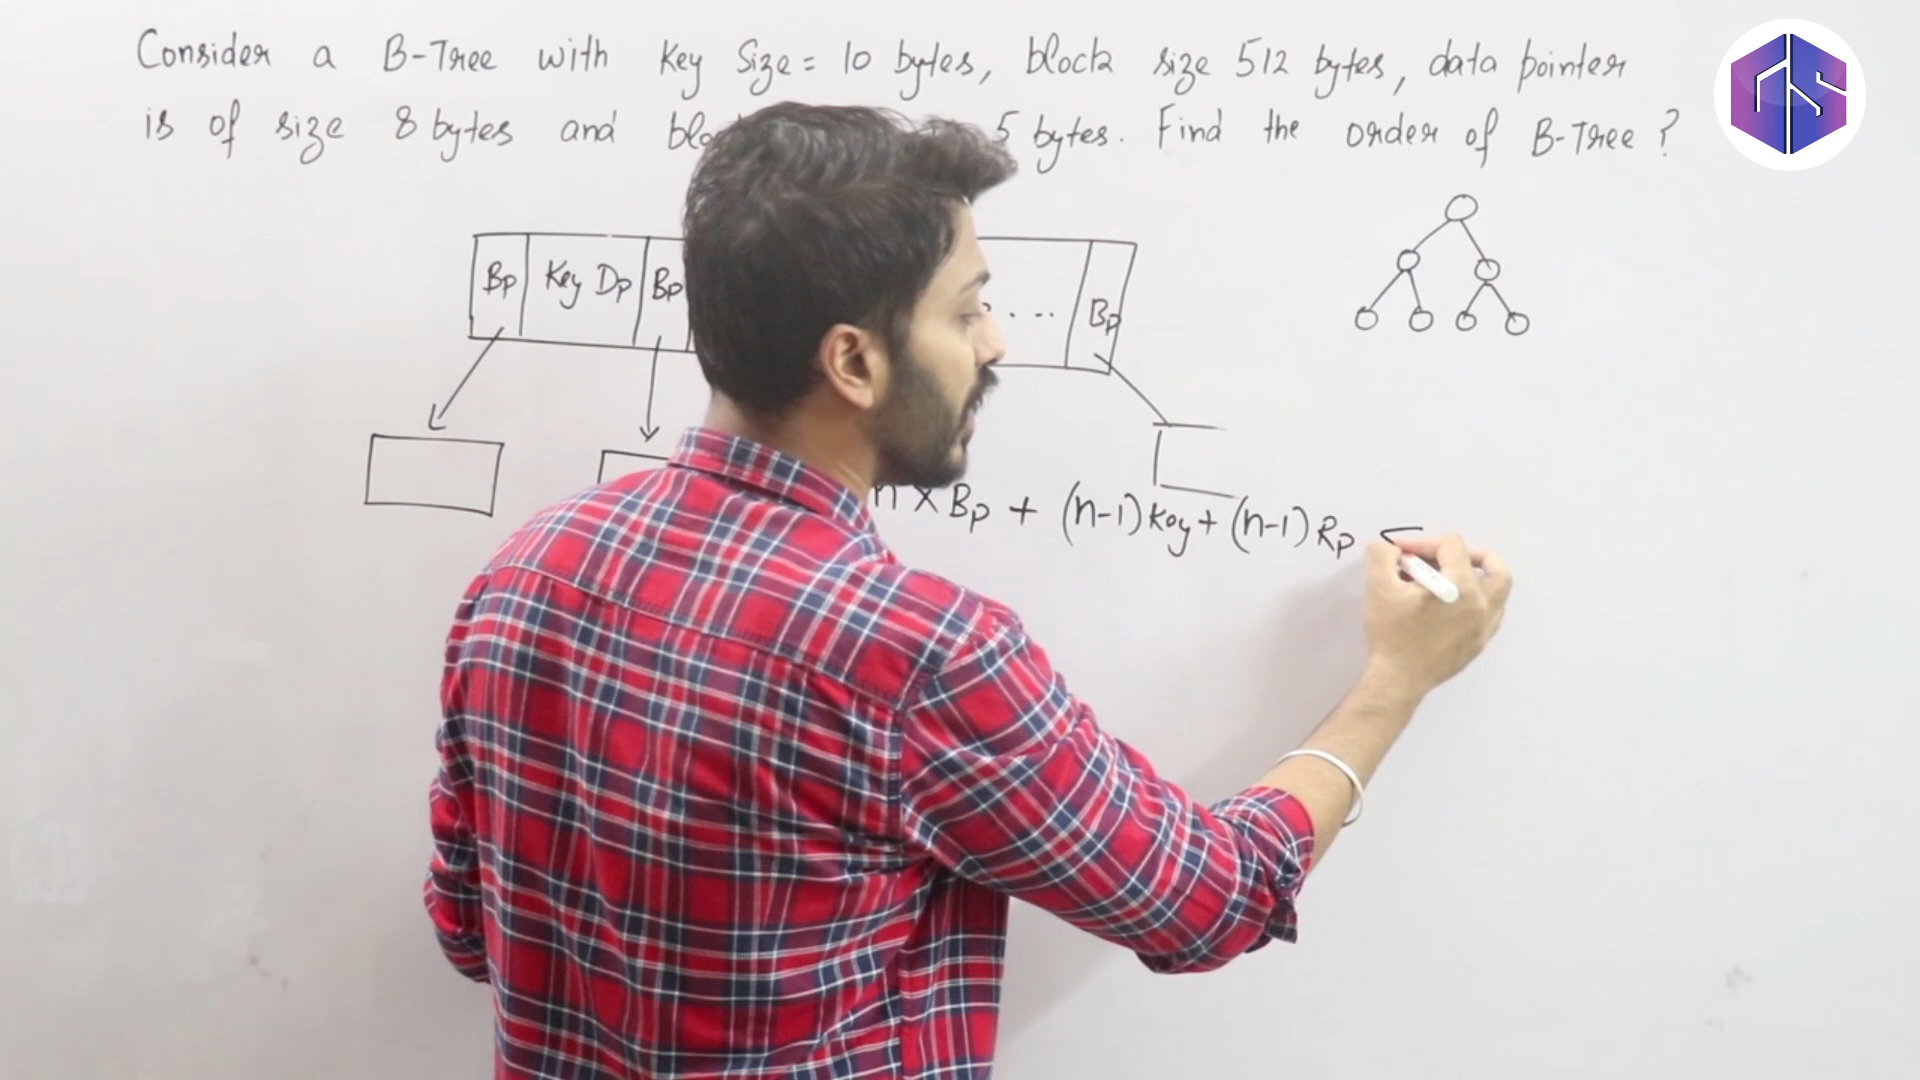 Consider a B-Tree with Key Size = 10 bytes, block size 512 bytes, data pointer
is of size 8 bytes and 5 bytes. Find the order of B-Tree ?
Bp Key Dp Bp . . . Bp
n × Bp + (n-1) Key + (n-1) Rp